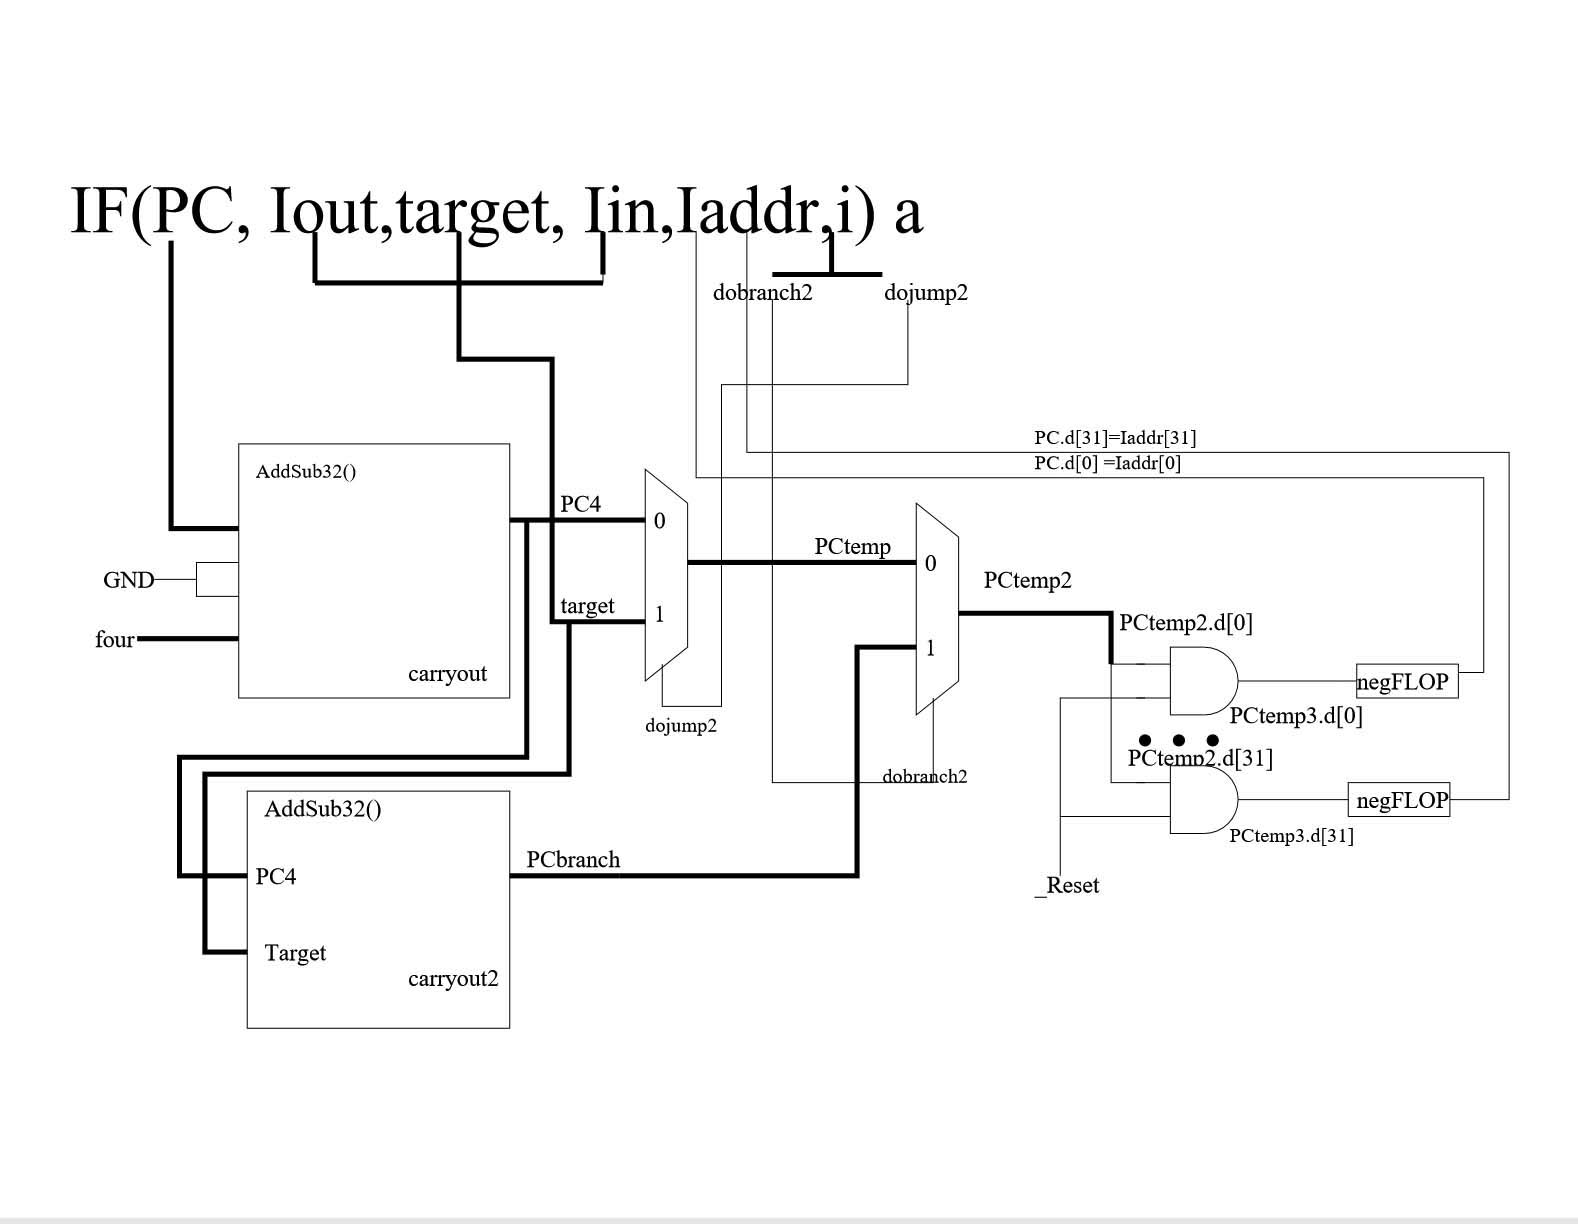 IF(PC, Iout,target, Iin,Iaddr,i) a
dobranch2
dojump2
PC.d[31]=Iaddr[31]
PC.d[0] =Iaddr[0]
AddSub32()
PC4
0
PCtemp
0
GND
PCtemp2
target
1
PCtemp2.d[0]
four
1
carryout
negFLOP
PCtemp3.d[0]
dojump2
PCtemp2.d[31]
dobranch2
AddSub32()
negFLOP
PCtemp3.d[31]
PCbranch
PC4
_Reset
Target
carryout2